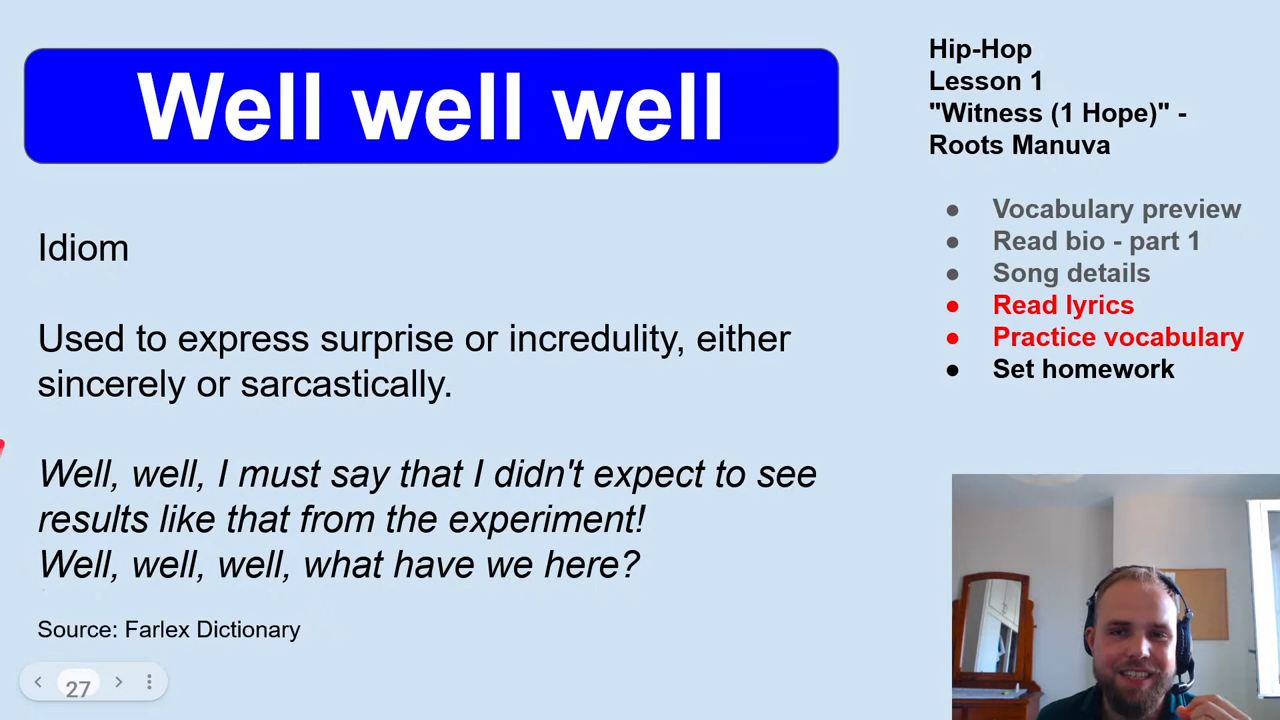 Well well well
Idiom
Used to express surprise or incredulity, either
sincerely or sarcastically.
Well, well, I must say that I didn't expect to see
results like that from the experiment!
Well, well, well, what have we here?
Source: Farlex Dictionary
27
Hip-Hop
Lesson 1
"Witness (1 Hope)" -
Roots Manuva
● Vocabulary preview
● Read bio - part 1
● Song details
● Read lyrics
● Practice vocabulary
● Set homework